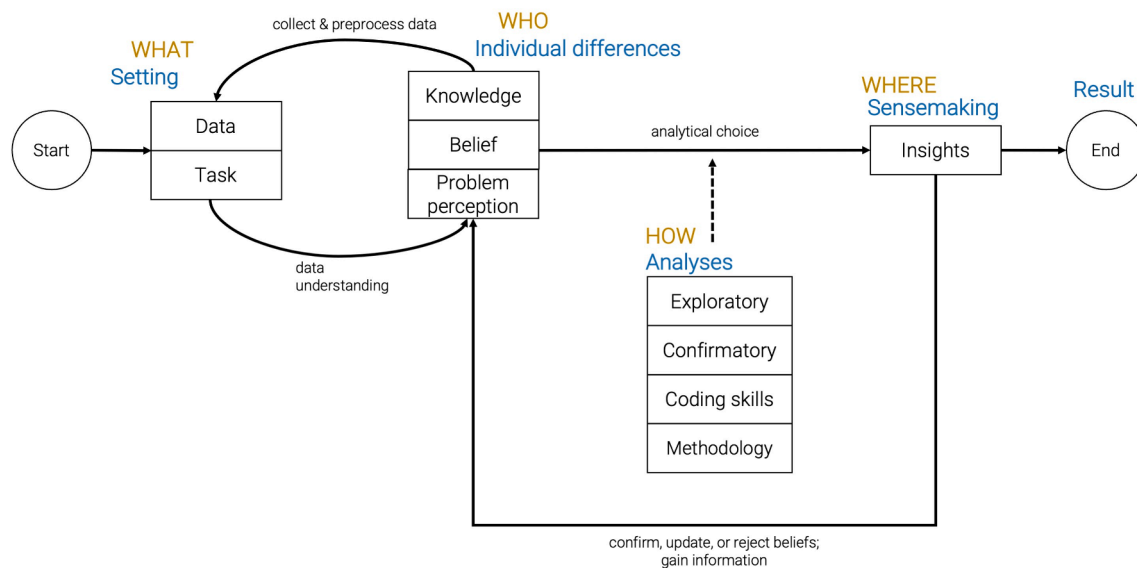 collect & preprocess data
WHO
Individual differences
WHAT
Setting
WHERE
Sensemaking
Result
Start
Data
Task
Knowledge
Belief
Problem
perception
analytical choice
Insights
End
data
understanding
HOW
Analyses
Exploratory
Confirmatory
Coding skills
Methodology
confirm, update, or reject beliefs;
gain information